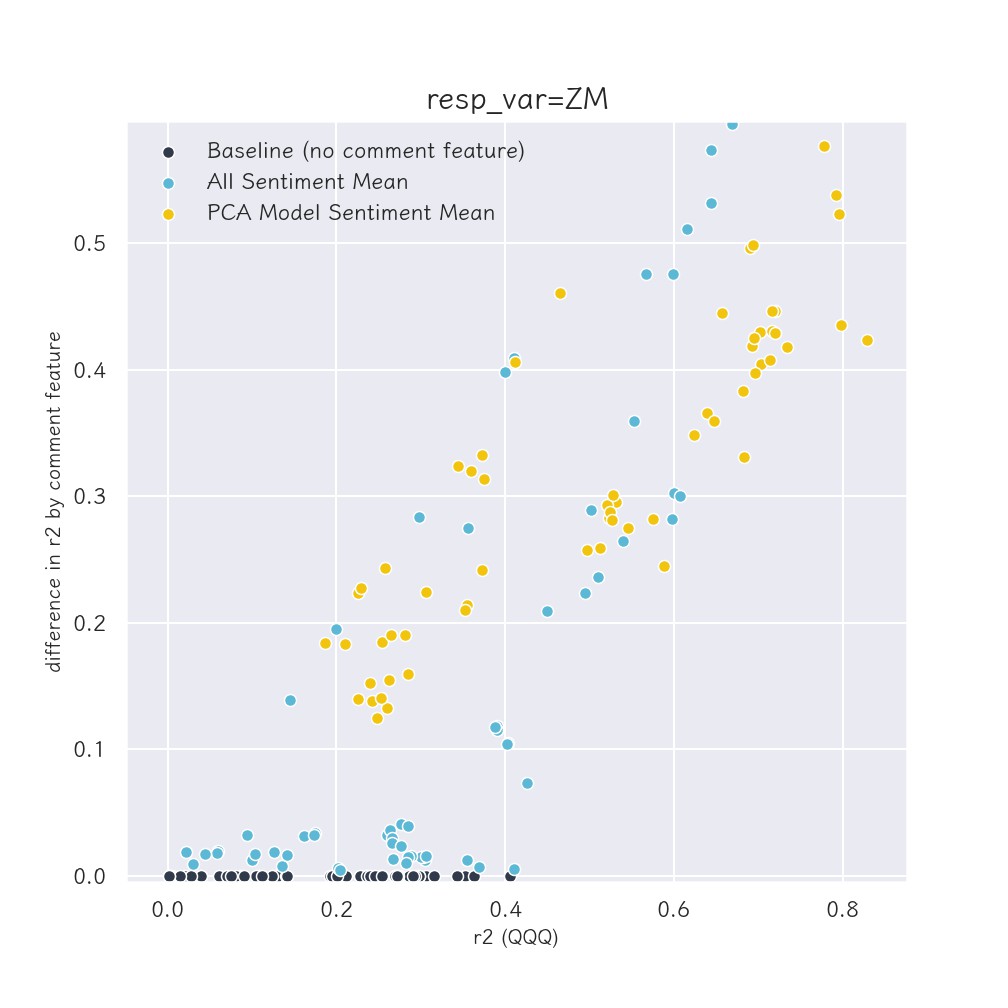 resp_var=ZM
Baseline (no comment feature)
All Sentiment Mean
PCA Model Sentiment Mean
difference in r2 by comment feature
0.5
0.4
0.3
0.2
0.1
0.0
0.0 0.2 0.4 0.6 0.8
r2 (QQQ)